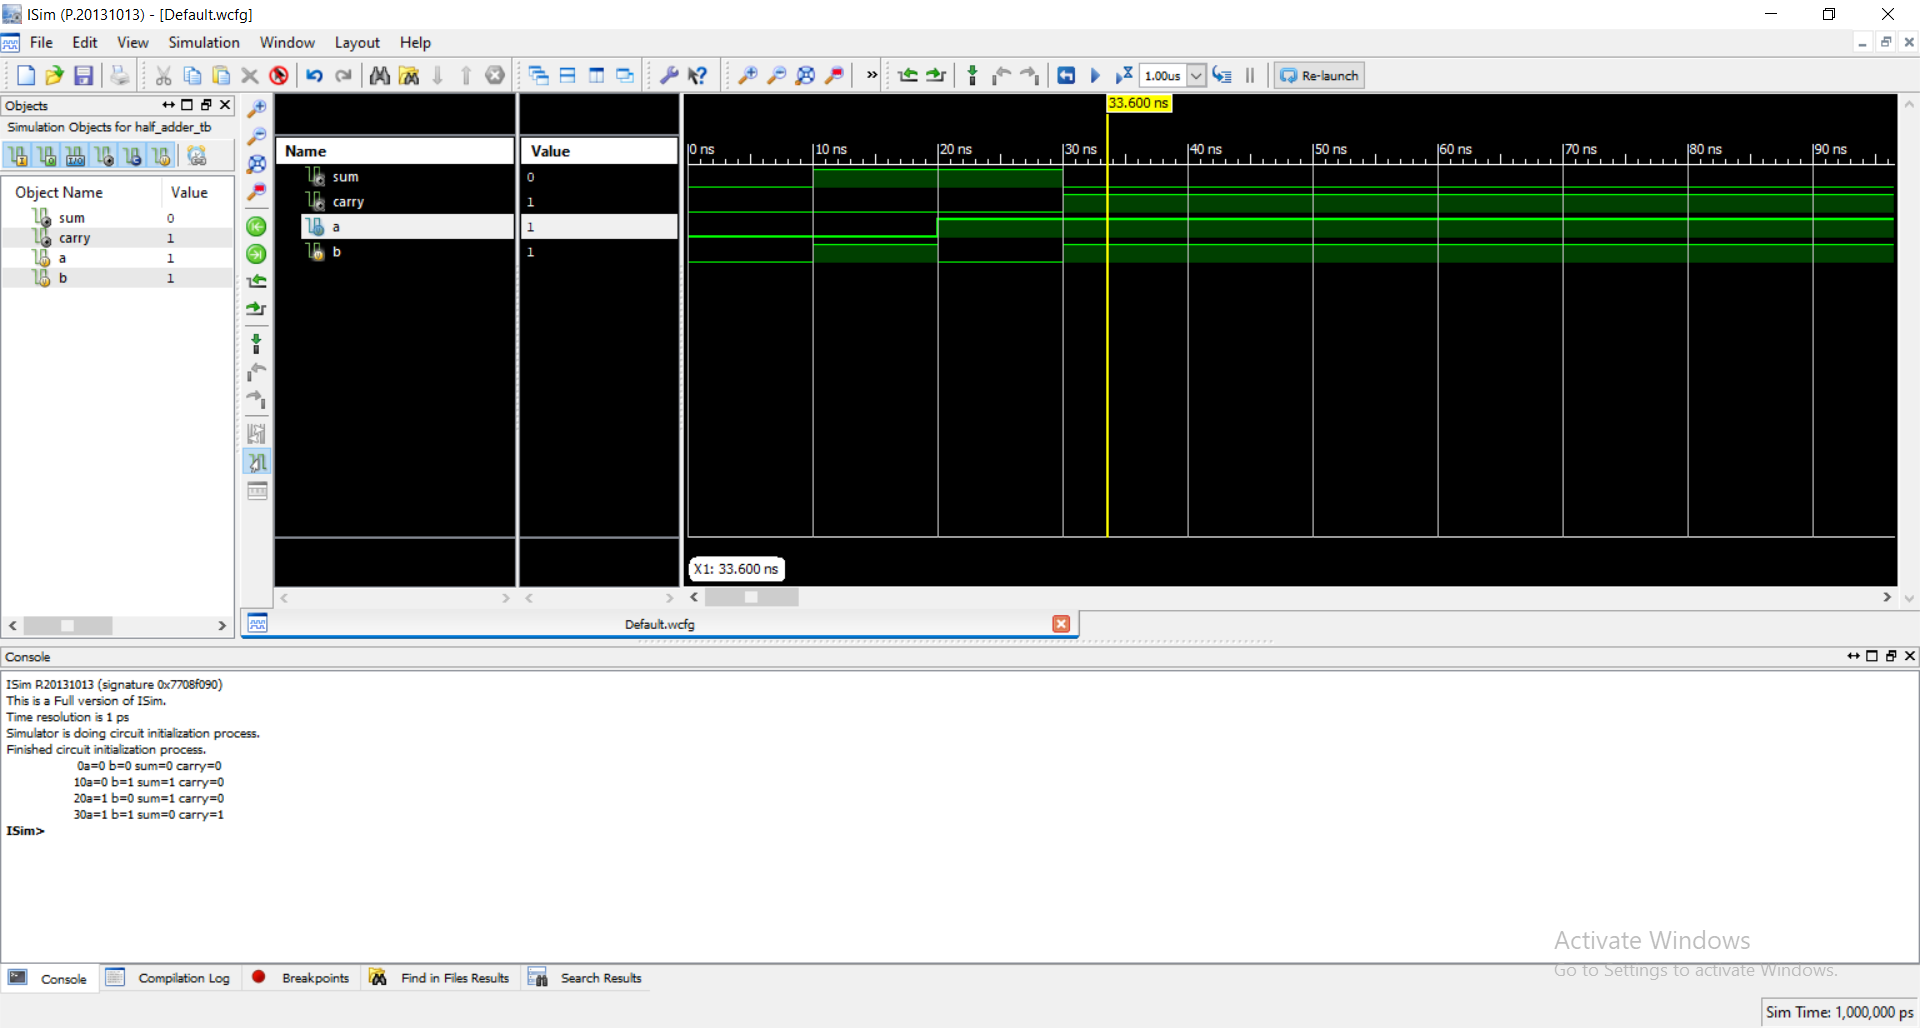 ISim (P.20131013) - [Default.wcfg]
File Edit View Simulation Window Layout Help
» 1.00us Re-launch
Objects
Simulation Objects for half_adder_tb
Object Name Value
sum 0
carry 1
a 1
b 1
Name Value
sum 0
carry 1
a 1
b 1
33.600 ns
0 ns 10 ns 20 ns 30 ns 40 ns 50 ns 60 ns 70 ns 80 ns 90 ns
X1: 33.600 ns
Default.wcfg
Console
ISim P.20131013 (signature 0x7708f090)
This is a Full version of ISim.
Time resolution is 1 ps
Simulator is doing circuit initialization process.
Finished circuit initialization process.
0a=0 b=0 sum=0 carry=0
10a=0 b=1 sum=1 carry=0
20a=1 b=0 sum=1 carry=0
30a=1 b=1 sum=0 carry=1
ISim>
Activate Windows
Go to Settings to activate Windows.
Console Compilation Log Breakpoints Find in Files Results Search Results
Sim Time: 1,000,000 ps